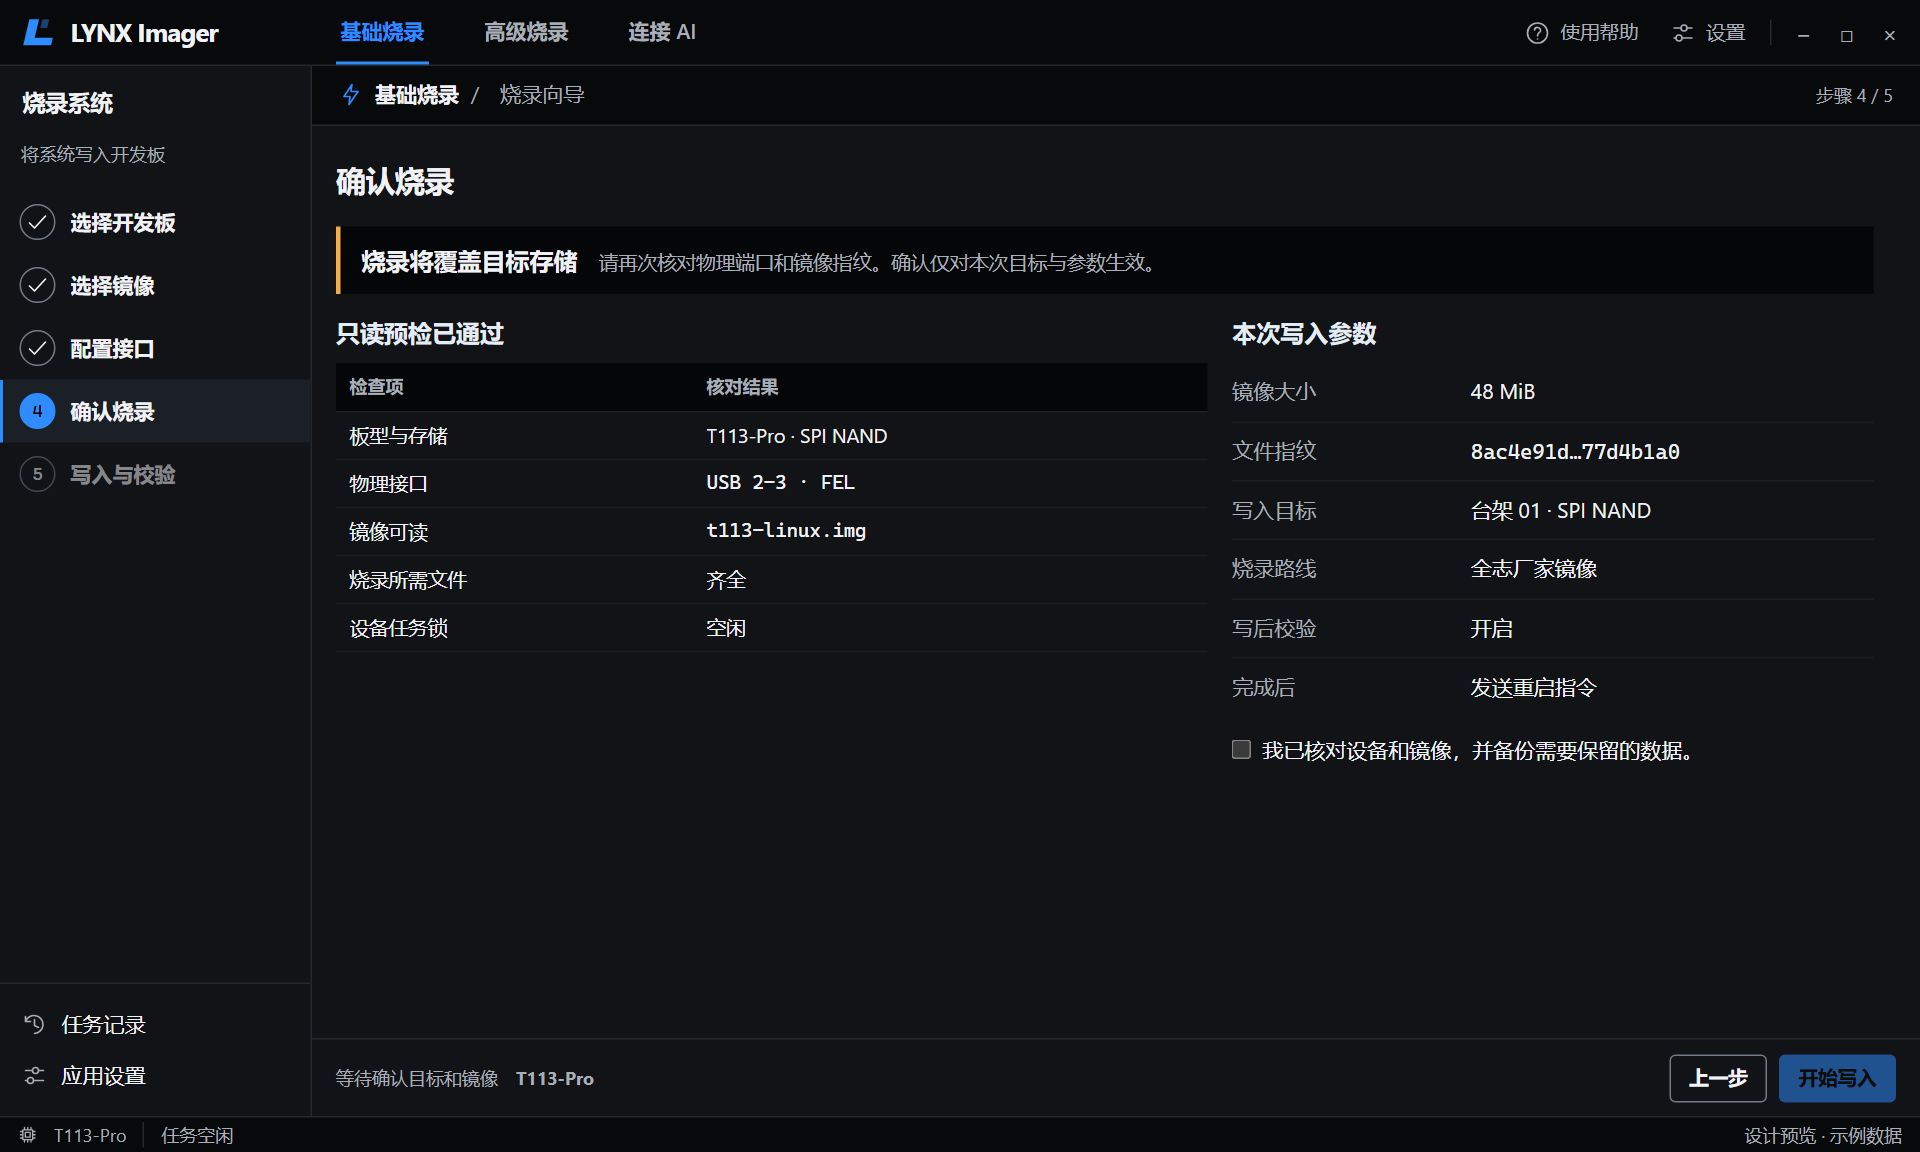 LYNX Imager
基础烧录
高级烧录
连接 AI
使用帮助
设置
烧录系统
将系统写入开发板
选择开发板
选择镜像
配置接口
4 确认烧录
5 写入与校验
任务记录
应用设置
基础烧录 / 烧录向导
步骤 4 / 5
确认烧录
烧录将覆盖目标存储 请再次核对物理端口和镜像指纹。确认仅对本次目标与参数生效。
只读预检已通过
检查项 核对结果
板型与存储 T113-Pro · SPI NAND
物理接口 USB 2-3 · FEL
镜像可读 t113-linux.img
烧录所需文件 齐全
设备任务锁 空闲
本次写入参数
镜像大小 48 MiB
文件指纹 8ac4e91d…77d4b1a0
写入目标 台架 01 · SPI NAND
烧录路线 全志厂家镜像
写后校验 开启
完成后 发送重启指令
我已核对设备和镜像，并备份需要保留的数据。
等待确认目标和镜像 T113-Pro
上一步
开始写入
T113-Pro 任务空闲
设计预览 · 示例数据